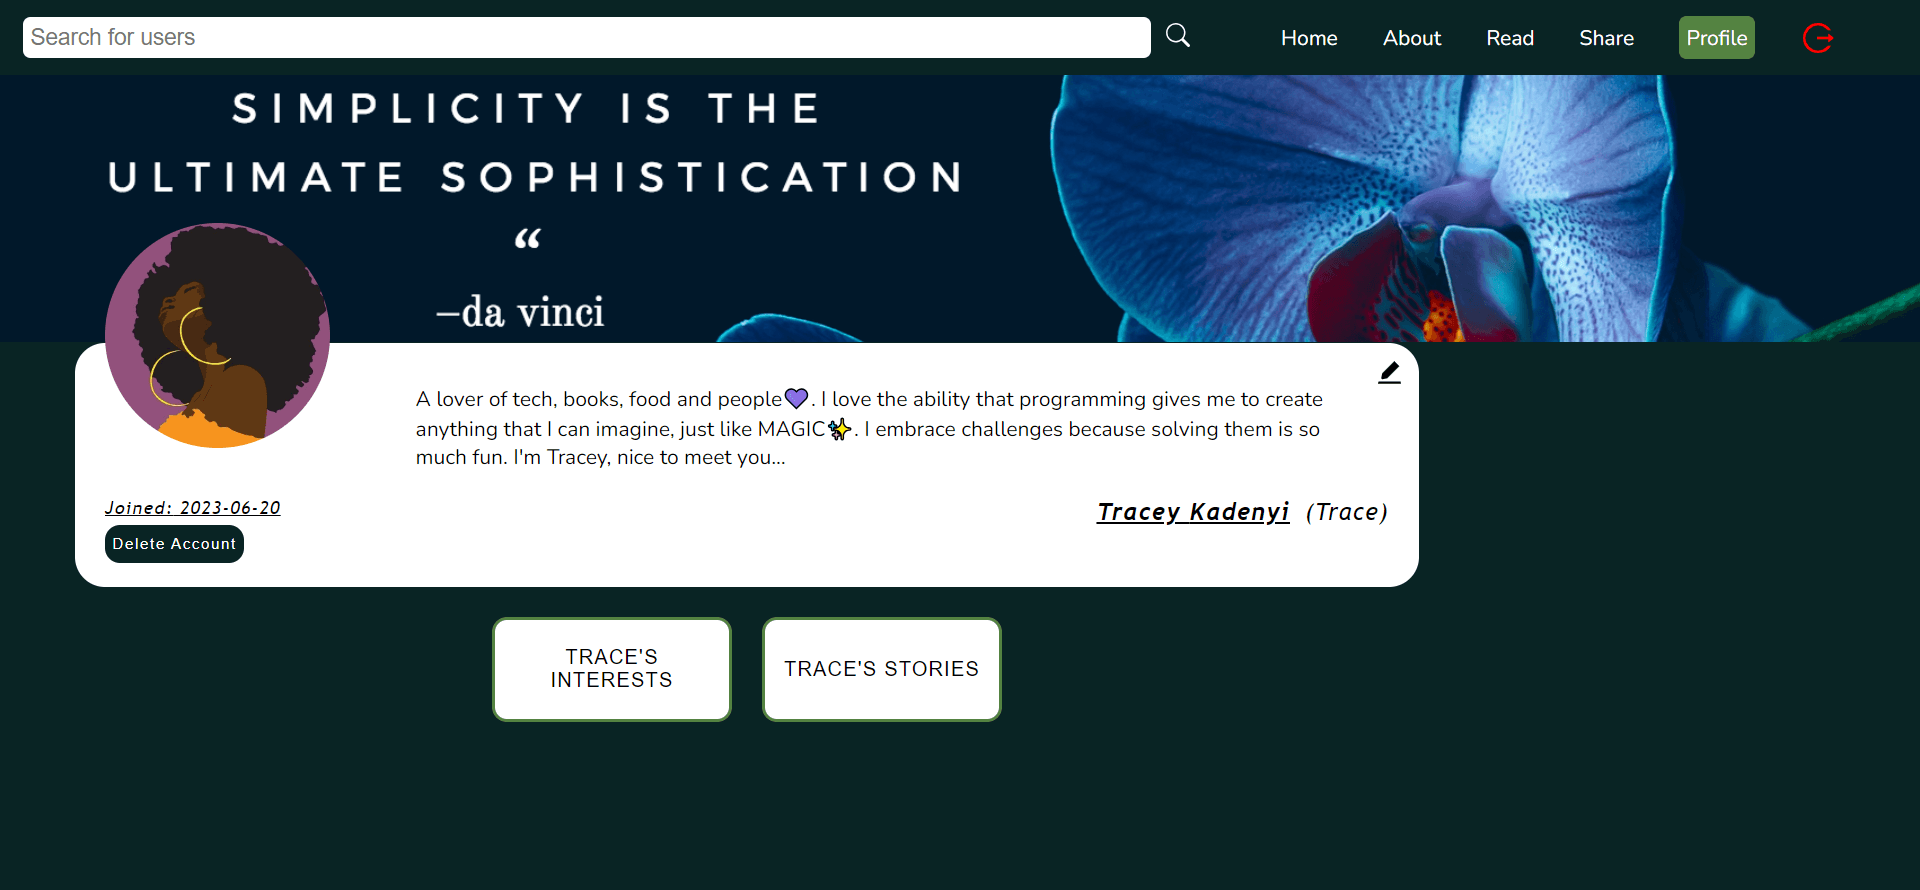 Search for users
Home About Read Share Profile
SIMPLICITY IS THE
ULTIMATE SOPHISTICATION
“
–da vinci
A lover of tech, books, food and people💜. I love the ability that programming gives me to create
anything that I can imagine, just like MAGIC✨. I embrace challenges because solving them is so
much fun. I'm Tracey, nice to meet you...
Joined: 2023-06-20
Tracey Kadenyi (Trace)
Delete Account
TRACE'S
INTERESTS
TRACE'S STORIES